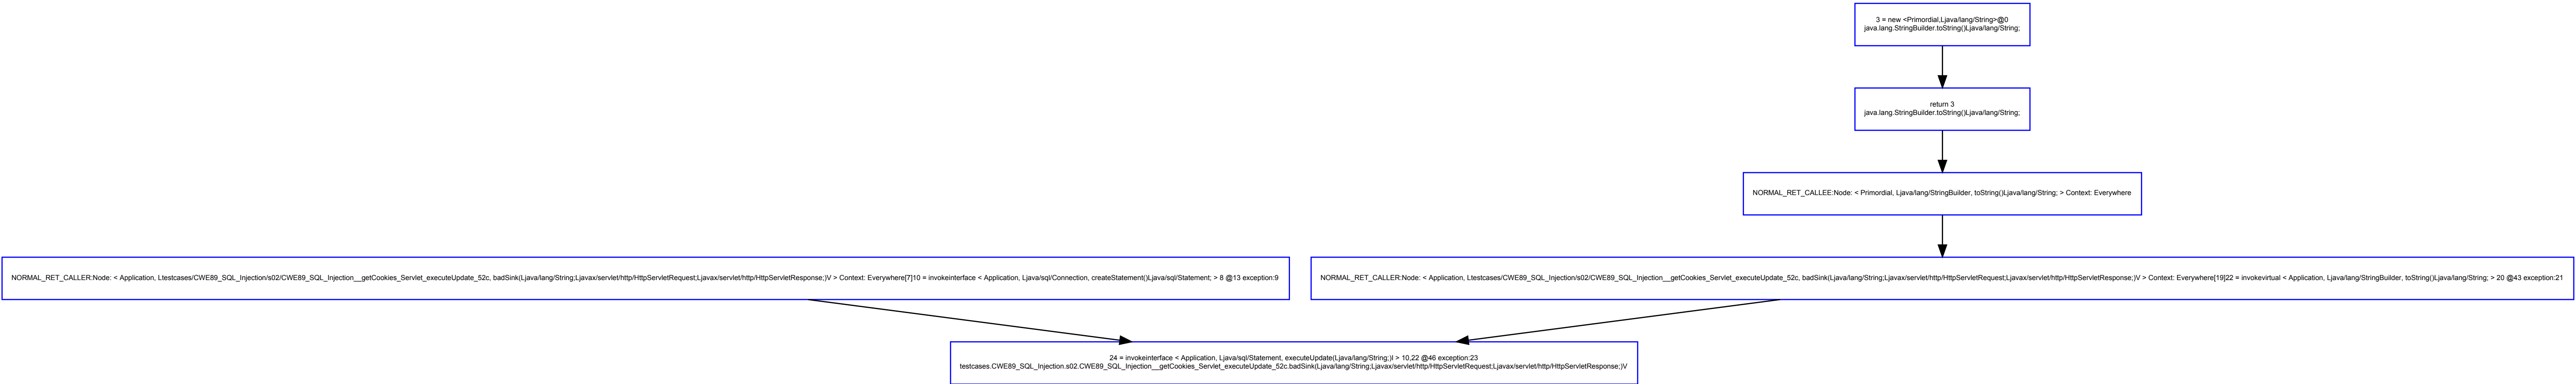 3 = new <Primordial,Ljava/lang/String>@0
java.lang.StringBuilder.toString()Ljava/lang/String;
return 3
java.lang.StringBuilder.toString()Ljava/lang/String;
NORMAL_RET_CALLEE:Node: < Primordial, Ljava/lang/StringBuilder, toString()Ljava/lang/String; > Context: Everywhere
NORMAL_RET_CALLER:Node: < Application, Ltestcases/CWE89_SQL_Injection/s02/CWE89_SQL_Injection__getCookies_Servlet_executeUpdate_52c, badSink(Ljava/lang/String;Ljavax/servlet/http/HttpServletRequest;Ljavax/servlet/http/HttpServletResponse;)V > Context: Everywhere[7]10 = invokeinterface < Application, Ljava/sql/Connection, createStatement()Ljava/sql/Statement; > 8 @13 exception:9
NORMAL_RET_CALLER:Node: < Application, Ltestcases/CWE89_SQL_Injection/s02/CWE89_SQL_Injection__getCookies_Servlet_executeUpdate_52c, badSink(Ljava/lang/String;Ljavax/servlet/http/HttpServletRequest;Ljavax/servlet/http/HttpServletResponse;)V > Context: Everywhere[19]22 = invokevirtual < Application, Ljava/lang/StringBuilder, toString()Ljava/lang/String; > 20 @43 exception:21
24 = invokeinterface < Application, Ljava/sql/Statement, executeUpdate(Ljava/lang/String;)I > 10,22 @46 exception:23
testcases.CWE89_SQL_Injection.s02.CWE89_SQL_Injection__getCookies_Servlet_executeUpdate_52c.badSink(Ljava/lang/String;Ljavax/servlet/http/HttpServletRequest;Ljavax/servlet/http/HttpServletResponse;)V